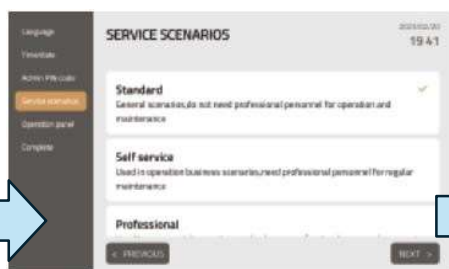 Language
Time/date
Admin PIN code
Service scenarios
Operation panel
Complete
SERVICE SCENARIOS
19:41
Standard
General scenarios,do not need professional personnel for operation and
maintenance
Self service
Used in operation business scenarios,need professional personnel for regular
maintenance
Professional
< PREVIOUS
NEXT >